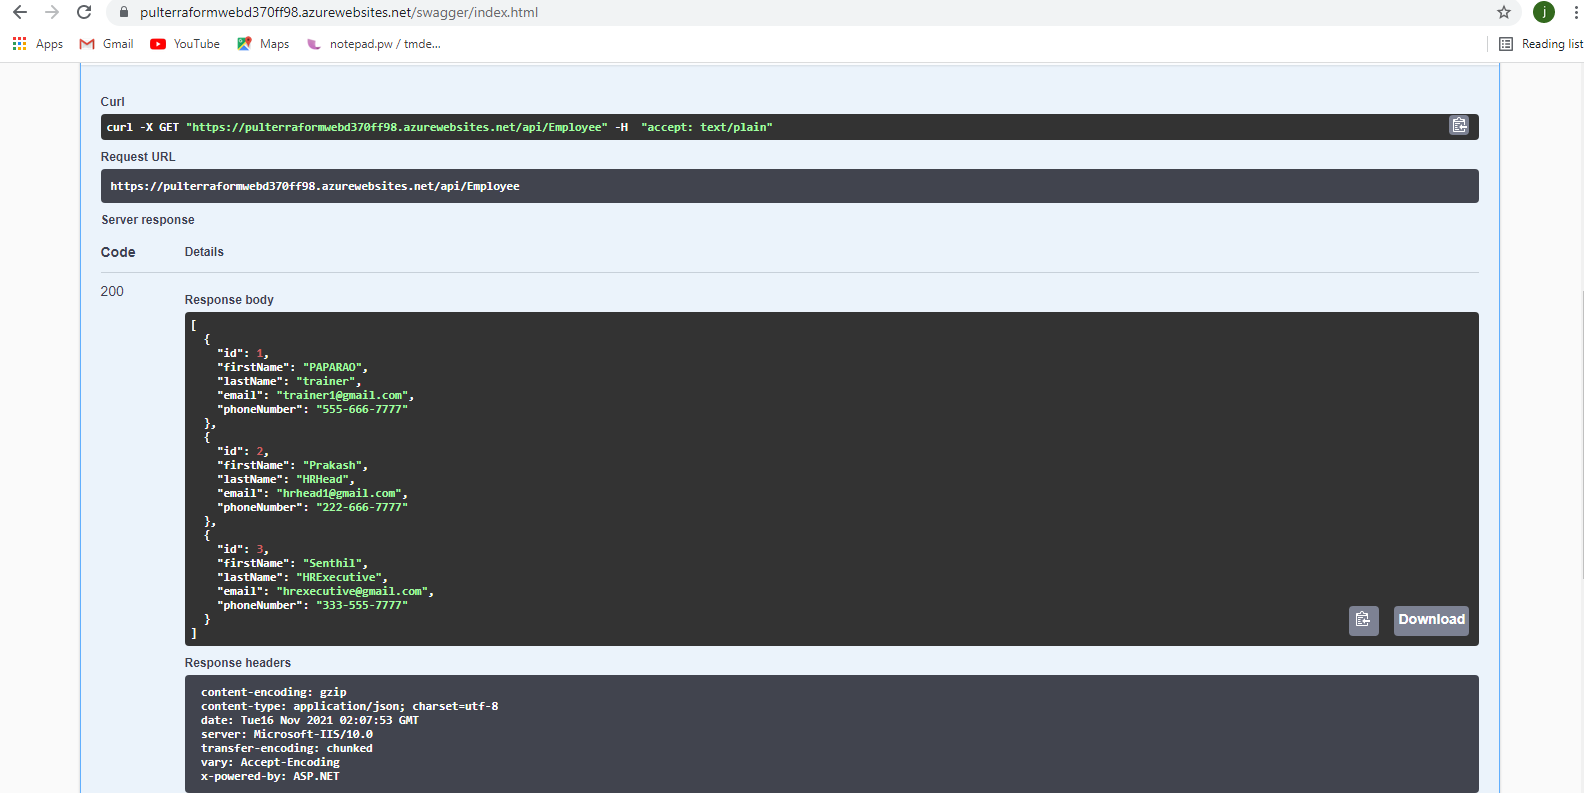 pulterraformwebd370ff98.azurewebsites.net/swagger/index.html
j
Apps Gmail YouTube Maps notepad.pw / tmde... Reading list
Curl
curl -X GET "https://pulterraformwebd370ff98.azurewebsites.net/api/Employee" -H  "accept: text/plain"
Request URL
https://pulterraformwebd370ff98.azurewebsites.net/api/Employee
Server response
Code Details
200
Response body
[
  {
    "id": 1,
    "firstName": "PAPARAO",
    "lastName": "trainer",
    "email": "trainer1@gmail.com",
    "phoneNumber": "555-666-7777"
  },
  {
    "id": 2,
    "firstName": "Prakash",
    "lastName": "HRHead",
    "email": "hrhead1@gmail.com",
    "phoneNumber": "222-666-7777"
  },
  {
    "id": 3,
    "firstName": "Senthil",
    "lastName": "HRExecutive",
    "email": "hrexecutive@gmail.com",
    "phoneNumber": "333-555-7777"
  }
]
Download
Response headers
content-encoding: gzip
content-type: application/json; charset=utf-8
date: Tue16 Nov 2021 02:07:53 GMT
server: Microsoft-IIS/10.0
transfer-encoding: chunked
vary: Accept-Encoding
x-powered-by: ASP.NET